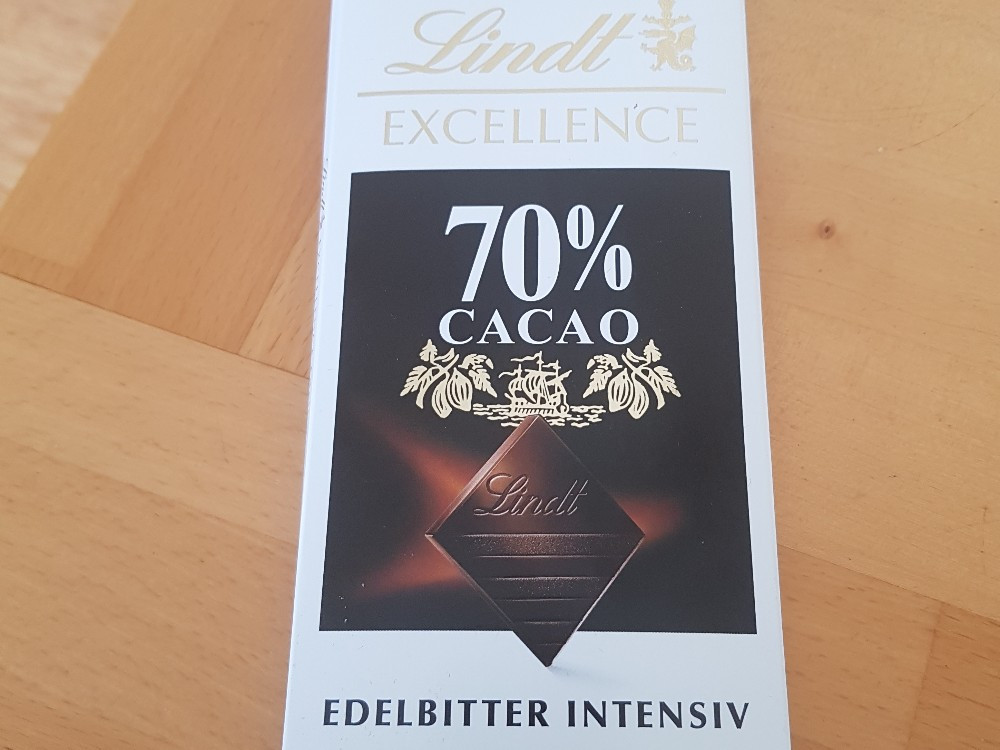 Lindt
EXCELLENCE
70%
CACAO
Lindt
EDELBITTER INTENSIV